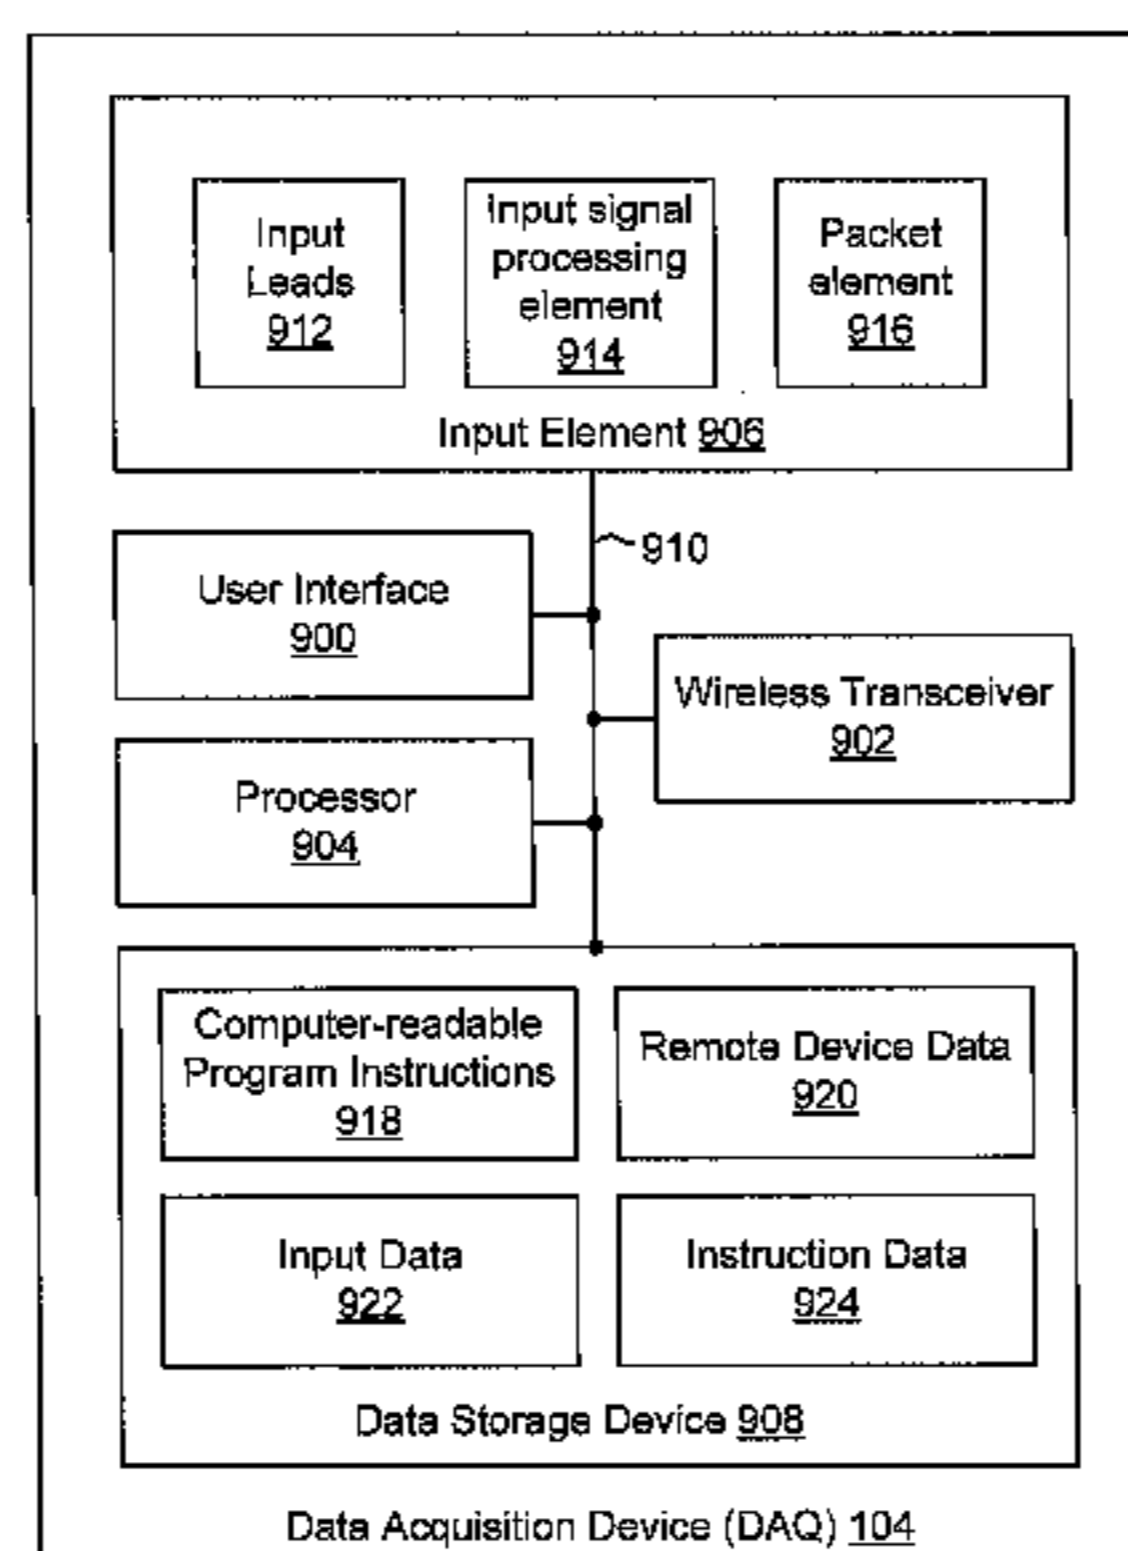 Input
Leads
912
Input signal
processing
element
914
Packet
element
916
Input Element 906
910
User Interface
900
Wireless Transceiver
902
Processor
904
Computer-readable
Program Instructions
918
Remote Device Data
920
Input Data
922
Instruction Data
924
Data Storage Device 908
Data Acquisition Device (DAQ) 104